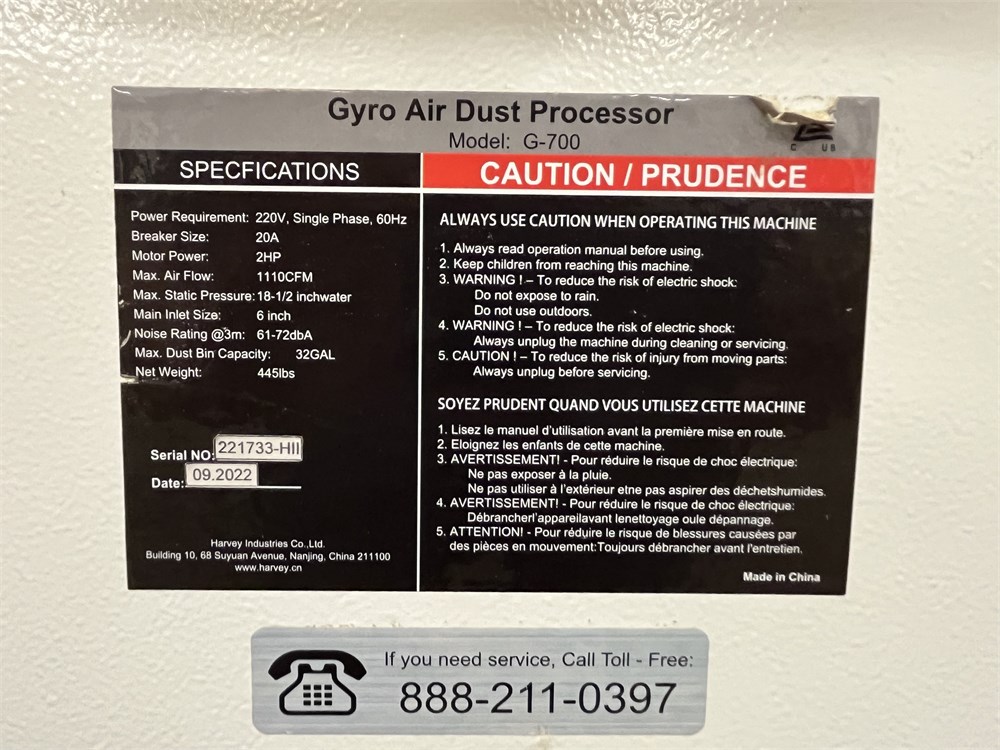 Gyro Air Dust Processor
Model: G-700
C UB
SPECFICATIONS
Power Requirement: 220V, Single Phase, 60Hz
Breaker Size: 20A
Motor Power: 2HP
Max. Air Flow: 1110CFM
Max. Static Pressure: 18-1/2 inchwater
Main Inlet Size: 6 inch
Noise Rating @3m: 61-72dbA
Max. Dust Bin Capacity: 32GAL
Net Weight: 445lbs
Serial NO: 221733-HII
Date: 09.2022
Harvey Industries Co.,Ltd.
Building 10, 68 Suyuan Avenue, Nanjing, China 211100
www.harvey.cn
CAUTION / PRUDENCE
ALWAYS USE CAUTION WHEN OPERATING THIS MACHINE
1. Always read operation manual before using.
2. Keep children from reaching this machine.
3. WARNING ! – To reduce the risk of electric shock:
Do not expose to rain.
Do not use outdoors.
4. WARNING ! – To reduce the risk of electric shock:
Always unplug the machine during cleaning or servicing.
5. CAUTION ! – To reduce the risk of injury from moving parts:
Always unplug before servicing.
SOYEZ PRUDENT QUAND VOUS UTILISEZ CETTE MACHINE
1. Lisez le manuel d'utilisation avant la première mise en route.
2. Eloignez les enfants de cette machine.
3. AVERTISSEMENT! - Pour réduire le risque de choc électrique:
Ne pas exposer à la pluie.
Ne pas utiliser à l'extérieur etne pas aspirer des déchetshumides.
4. AVERTISSEMENT! - Pour réduire le risque de choc électrique:
Débrancherl'appareilavant lenettoyage oule dépannage.
5. ATTENTION! - Pour réduire le risque de blessures causées par
des pièces en mouvement:Toujours débrancher avant l'entretien.
Made in China
If you need service, Call Toll - Free:
888-211-0397